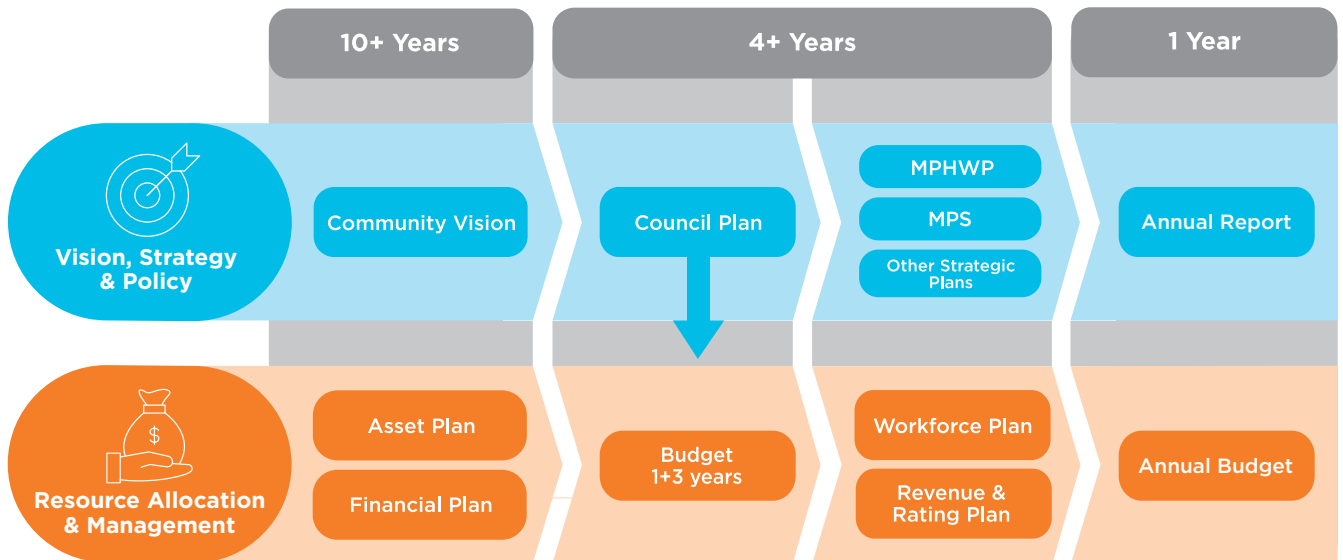 10+ Years
4+ Years
1 Year
Vision, Strategy
& Policy
Community Vision
Council Plan
MPHWP
MPS
Other Strategic
Plans
Annual Report
$
Resource Allocation
& Management
Asset Plan
Financial Plan
Budget
1+3 years
Workforce Plan
Revenue &
Rating Plan
Annual Budget